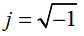 j = √−1